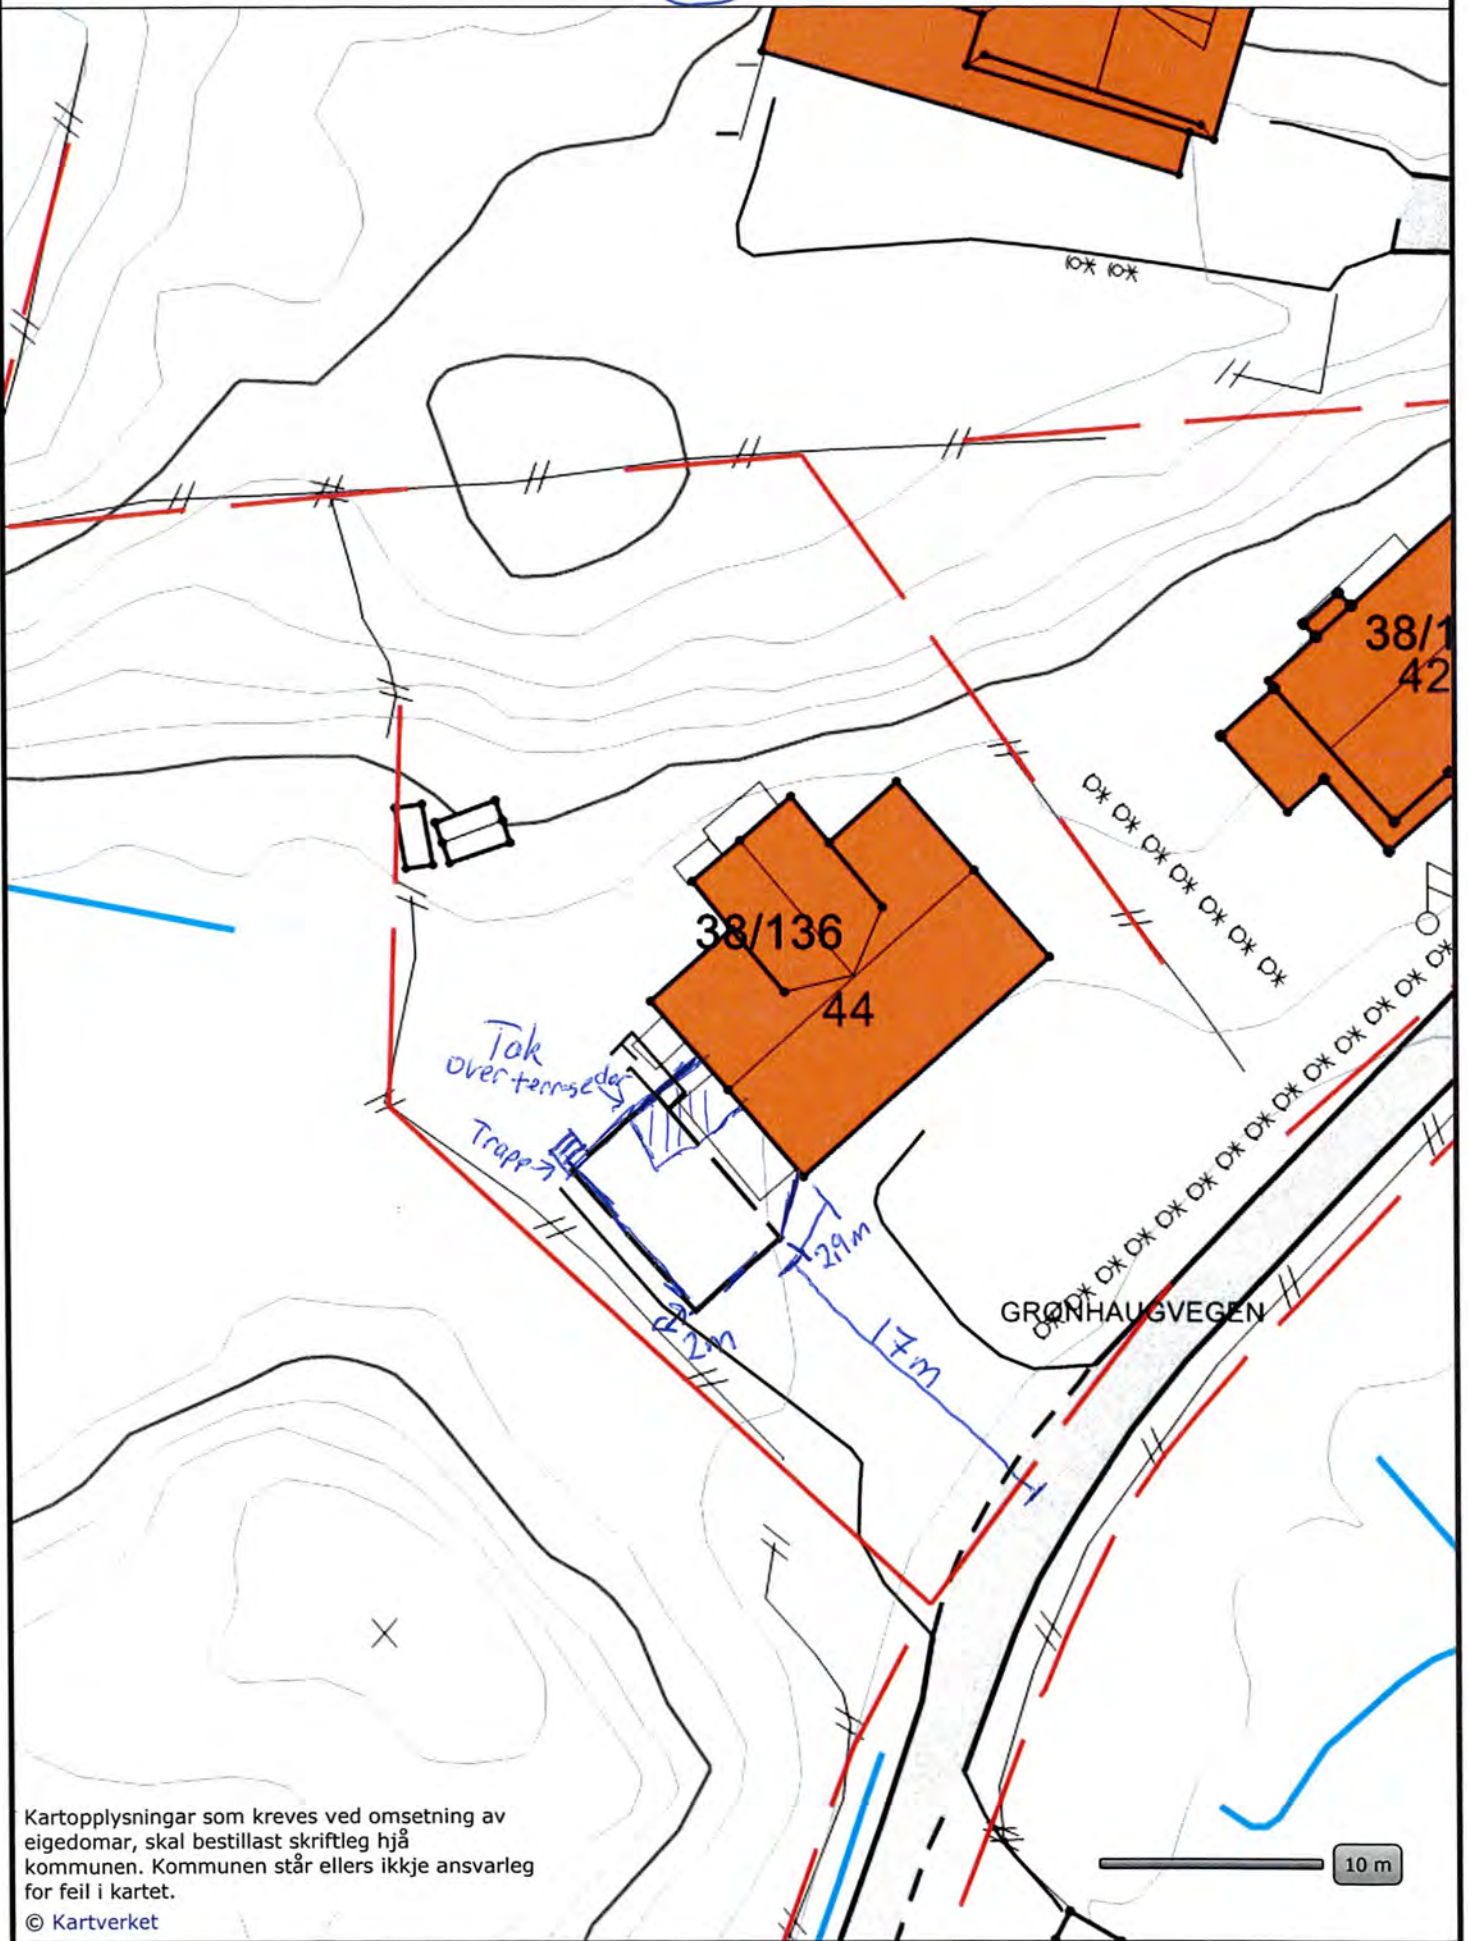 38/1
42
38/136
44
Tak
over terrassedør
Trapp
2,9m
2m
17m
GRØNHAUGVEGEN
Kartopplysningar som kreves ved omsetning av
eigedomar, skal bestillast skriftleg hjå
kommunen. Kommunen står ellers ikkje ansvarleg
for feil i kartet.
© Kartverket
10 m